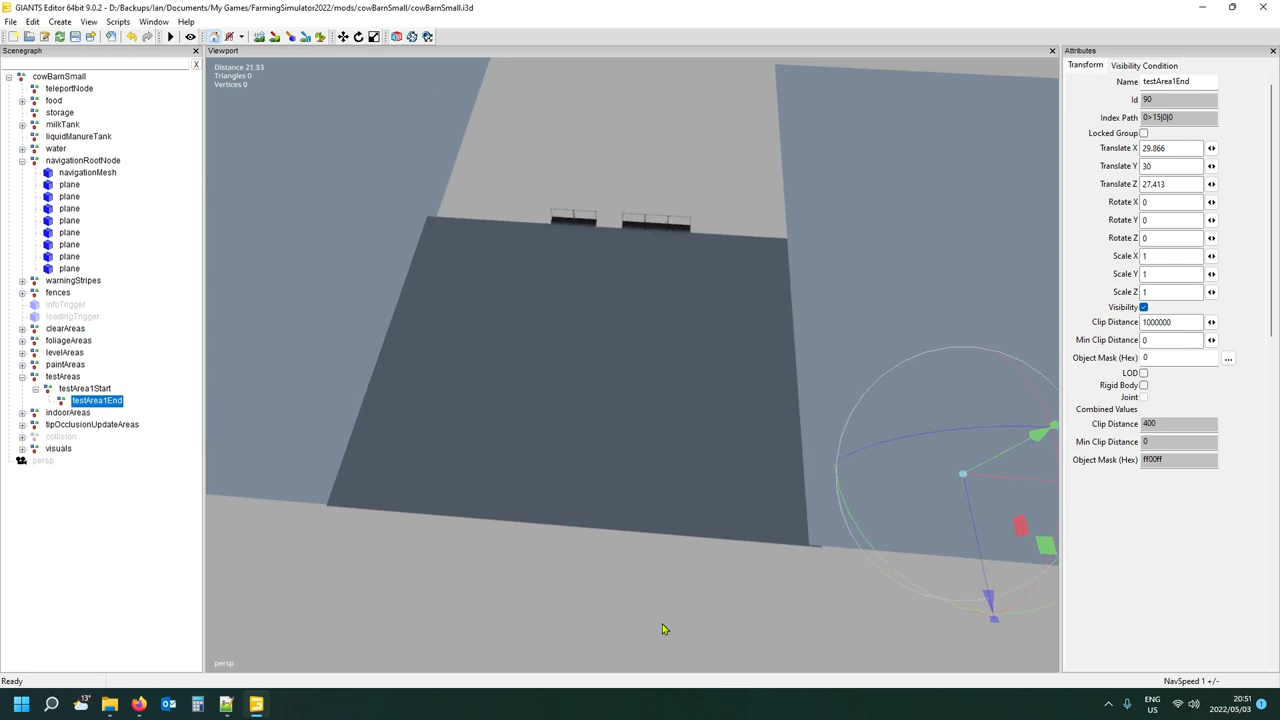 GIANTS Editor 64bit 9.0.2 - D:/Backups/Ian/Documents/My Games/FarmingSimulator2022/mods/cowBarnSmall/cowBarnSmall.i3d
File Edit Create View Scripts Window Help
Scenegraph
Viewport
Attributes
X
cowBarnSmall
teleportNode
food
storage
milkTank
liquidManureTank
water
navigationRootNode
navigationMesh
plane
plane
plane
plane
plane
plane
plane
plane
warningStripes
fences
infoTrigger
loadingTrigger
clearAreas
foliageAreas
levelAreas
paintAreas
testAreas
testArea1Start
testArea1End
indoorAreas
tipOcclusionUpdateAreas
collision
visuals
persp
Distance 21.33
Triangles 0
Vertices 0
persp
Transform Visibility Condition
Name testArea1End
Id 90
Index Path 0>15|0|0
Locked Group
Translate X 29.866
Translate Y 30
Translate Z 27.413
Rotate X 0
Rotate Y 0
Rotate Z 0
Scale X 1
Scale Y 1
Scale Z 1
Visibility
Clip Distance 1000000
Min Clip Distance 0
Object Mask (Hex) 0 ...
LOD
Rigid Body
Joint
Combined Values
Clip Distance 400
Min Clip Distance 0
Object Mask (Hex) ff00ff
Ready
NavSpeed 1 +/-
13°
ENG
US
20:51
2022/05/03